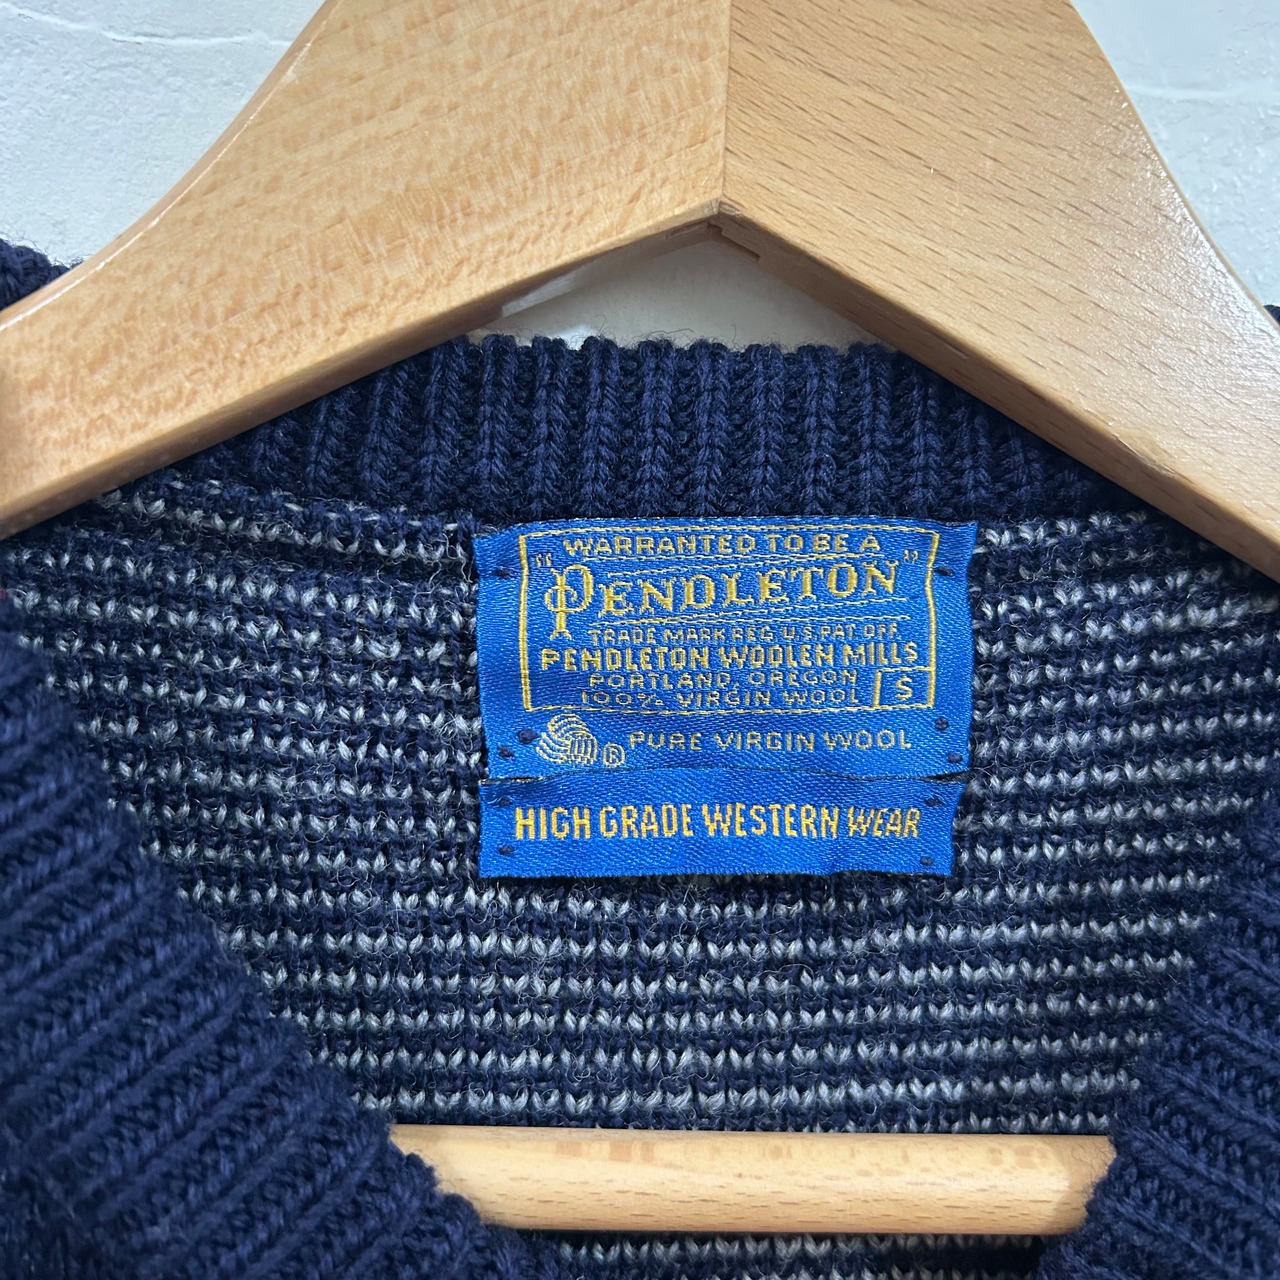 WARRANTED TO BE A
"PENDLETON"
TRADE MARK REG. U.S. PAT. OFF.
PENDLETON WOOLEN MILLS
PORTLAND, OREGON
100% VIRGIN WOOL
S
® PURE VIRGIN WOOL
HIGH GRADE WESTERN WEAR